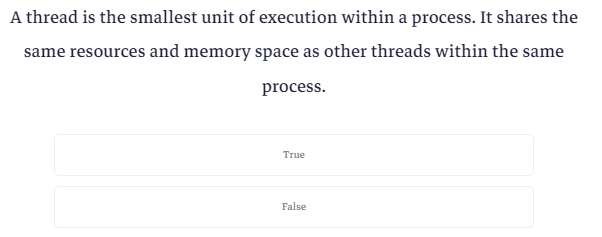 A thread is the smallest unit of execution within a process. It shares the
same resources and memory space as other threads within the same
process.
True
False